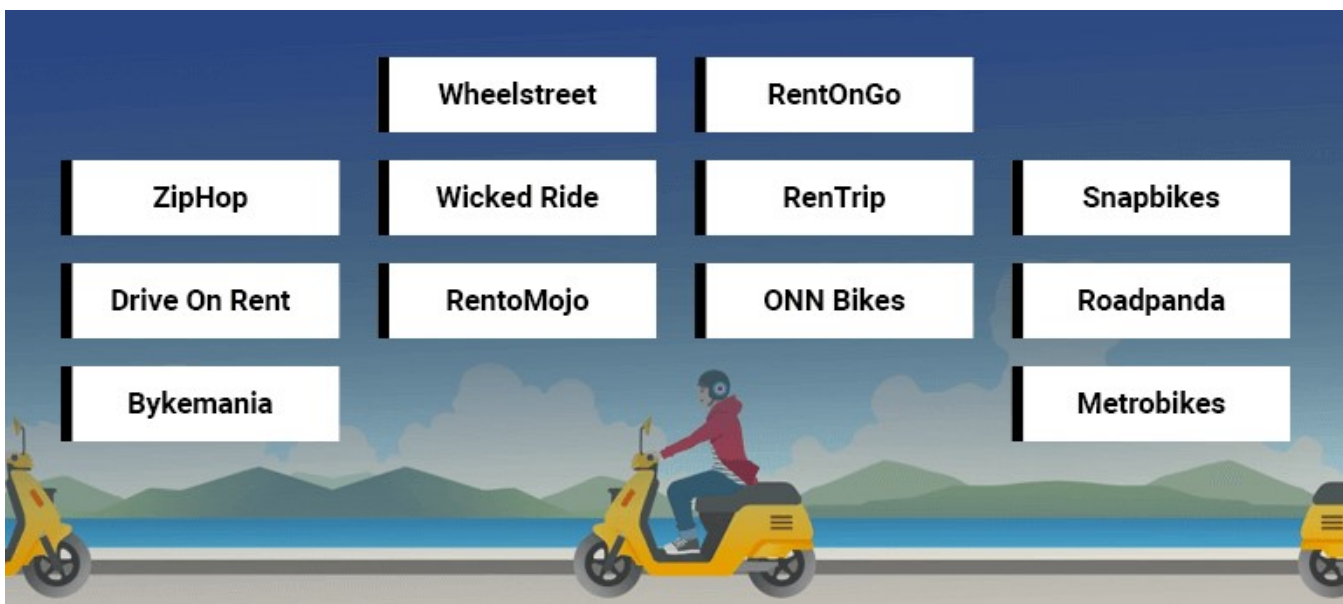 Wheelstreet
RentOnGo
ZipHop
Wicked Ride
RenTrip
Snapbikes
Drive On Rent
RentoMojo
ONN Bikes
Roadpanda
Bykemania
Metrobikes